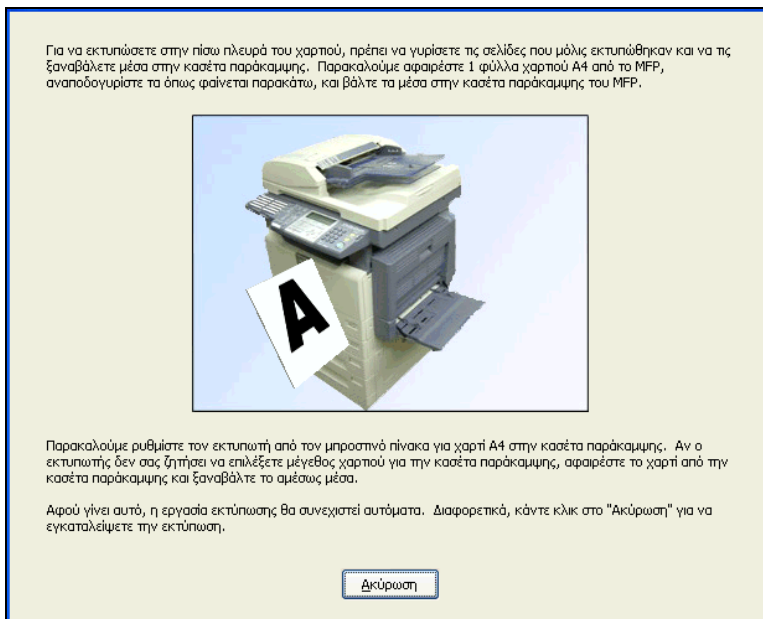 Για να εκτυπώσετε στην πίσω πλευρά του χαρτιού, πρέπει να γυρίσετε τις σελίδες που μόλις εκτυπώθηκαν και να τις
ξαναβάλετε μέσα στην κασέτα παράκαμψης.  Παρακαλούμε αφαιρέστε 1 φύλλα χαρτιού A4 από το MFP,
αναποδογυρίστε τα όπως φαίνεται παρακάτω, και βάλτε τα μέσα στην κασέτα παράκαμψης του MFP.
A
Παρακαλούμε ρυθμίστε τον εκτυπωτή από τον μπροστινό πίνακα για χαρτί A4 στην κασέτα παράκαμψης.  Αν ο
εκτυπωτής δεν σας ζητήσει να επιλέξετε μέγεθος χαρτιού για την κασέτα παράκαμψης, αφαιρέστε το χαρτί από την
κασέτα παράκαμψης και ξαναβάλτε το αμέσως μέσα.
Αφού γίνει αυτό, η εργασία εκτύπωσης θα συνεχιστεί αυτόματα.  Διαφορετικά, κάντε κλικ στο "Ακύρωση" για να
εγκαταλείψετε την εκτύπωση.
Ακύρωση